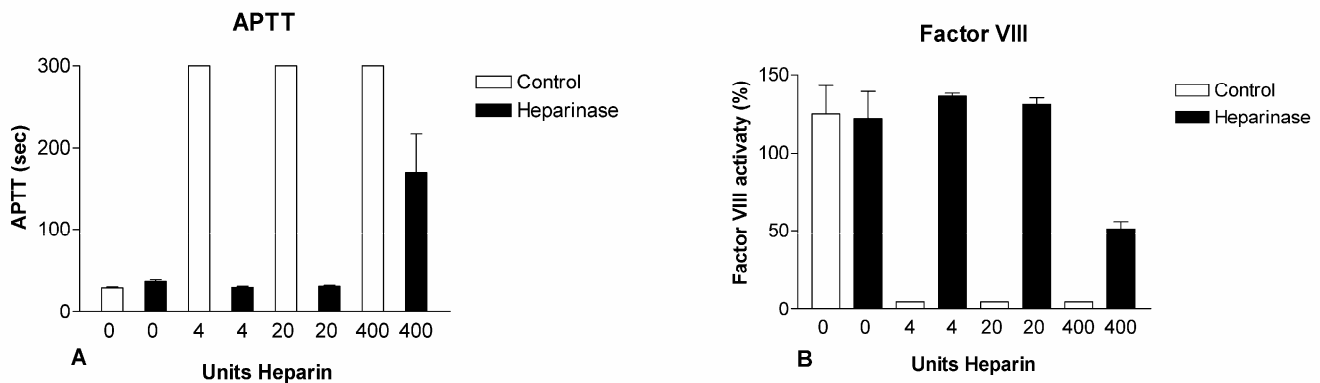 APTT
300
200
100
0
APTT (sec)
0 0 4 4 20 20 400 400
Units Heparin
A
Control
Heparinase
Factor VIII
150
100
50
0
Factor VIII activaty (%)
0 0 4 4 20 20 400 400
Units Heparin
B
Control
Heparinase